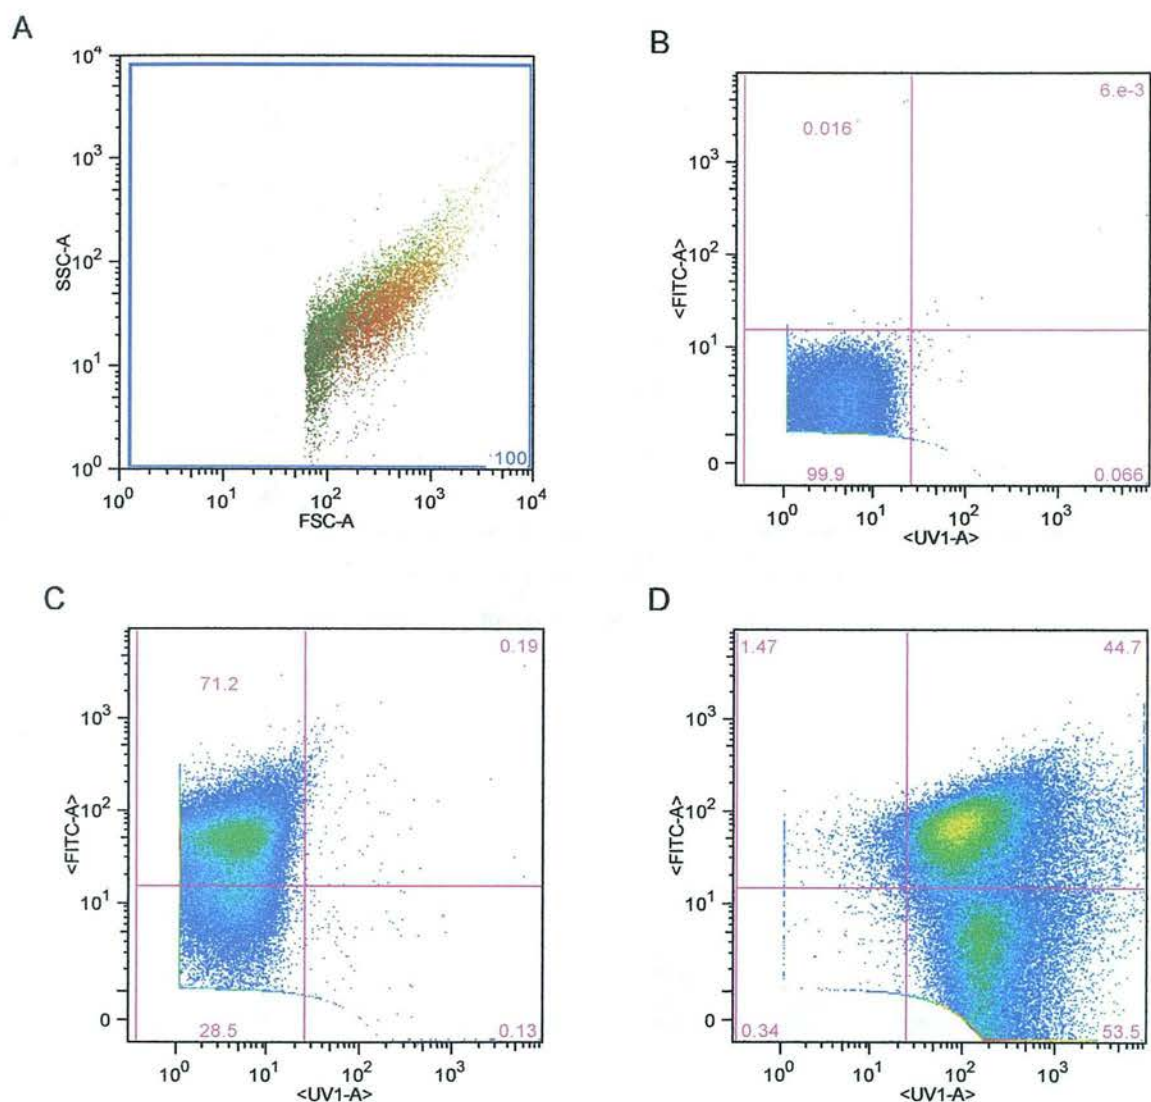 A
10⁴
10³
10²
10¹
10⁰
SSC-A
100
10⁰ 10¹ 10² 10³ 10⁴
FSC-A
B
6.e-3
0.016
10³
10²
10¹
0
<FITC-A>
99.9
0.066
10⁰ 10¹ 10² 10³
<UV1-A>
C
0.19
71.2
10³
10²
10¹
0
<FITC-A>
28.5
0.13
10⁰ 10¹ 10² 10³
<UV1-A>
D
1.47
44.7
10³
10²
10¹
0
<FITC-A>
0.34
53.5
10⁰ 10¹ 10² 10³
<UV1-A>